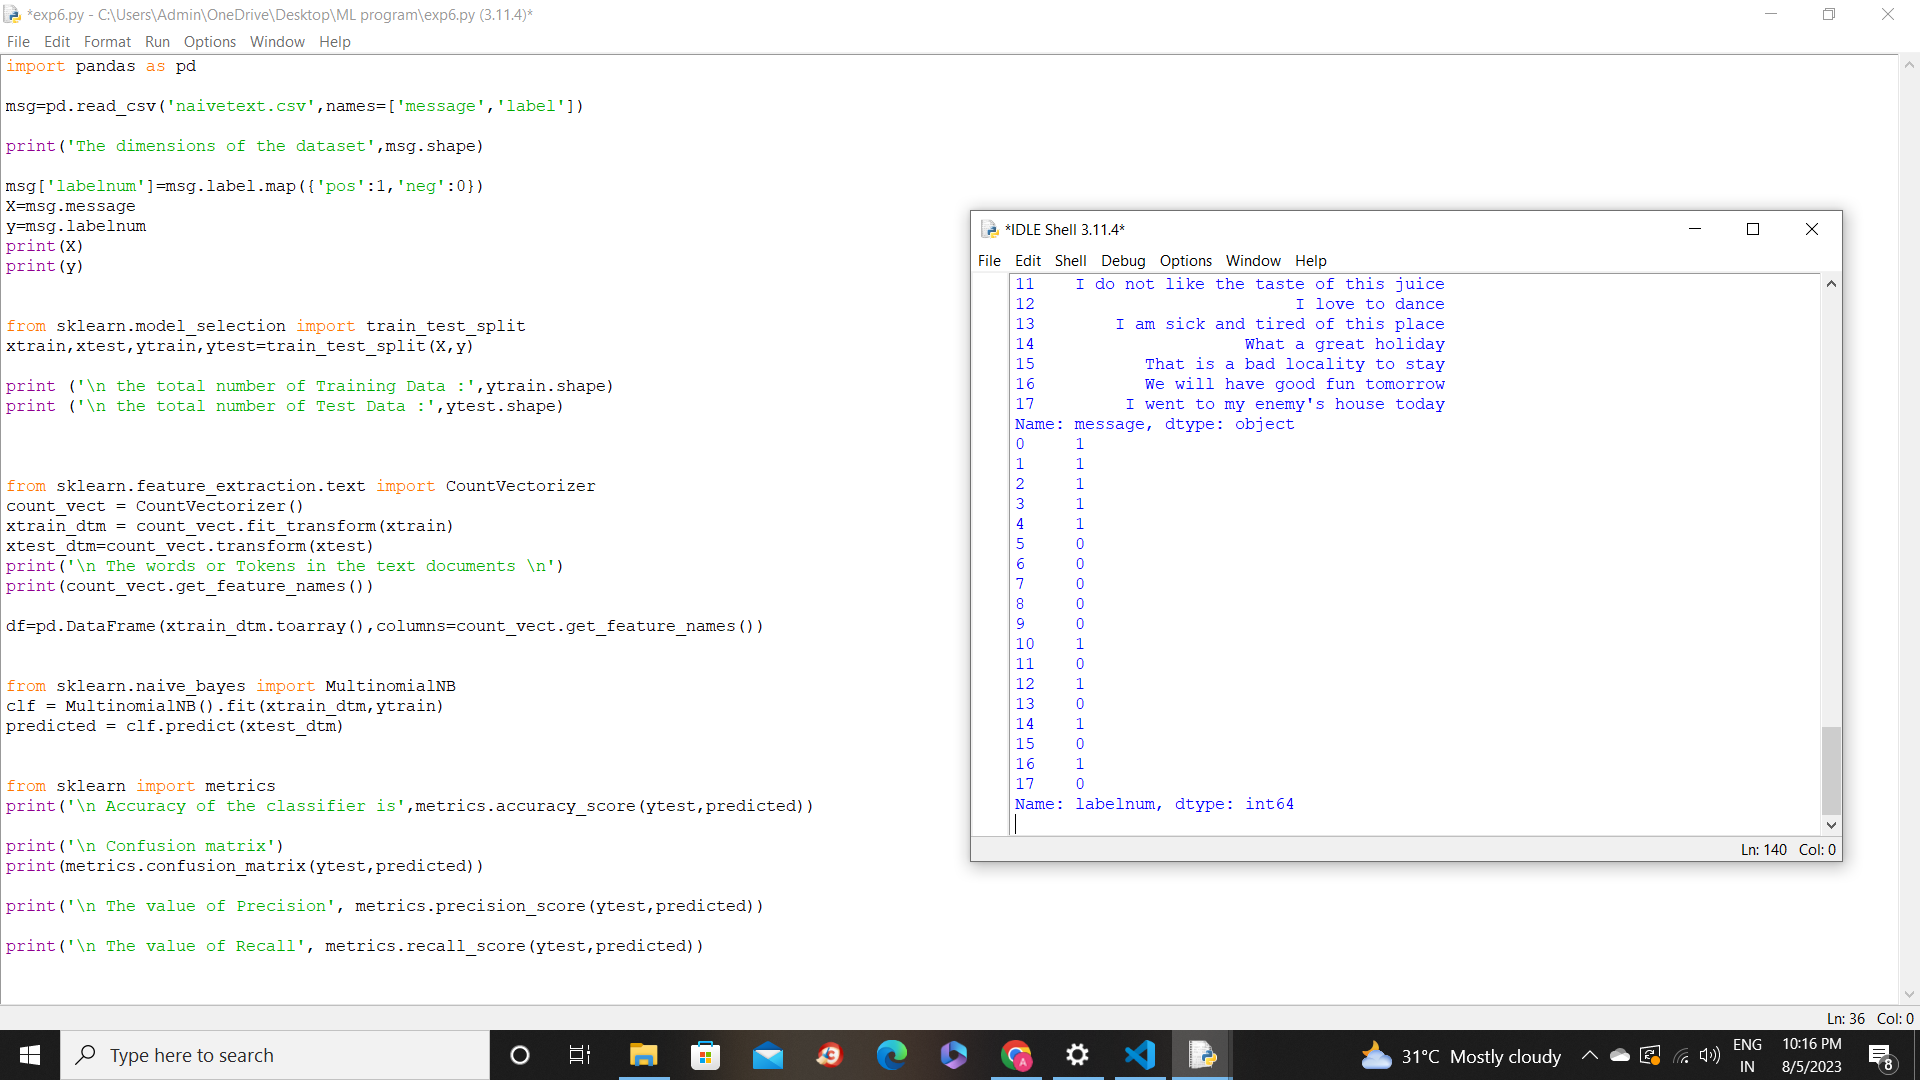 *exp6.py - C:\Users\Admin\OneDrive\Desktop\ML program\exp6.py (3.11.4)*
File Edit Format Run Options Window Help
import pandas as pd
msg=pd.read_csv('naivetext.csv',names=['message','label'])
print('The dimensions of the dataset',msg.shape)
msg['labelnum']=msg.label.map({'pos':1,'neg':0})
X=msg.message
y=msg.labelnum
print(X)
print(y)
from sklearn.model_selection import train_test_split
xtrain,xtest,ytrain,ytest=train_test_split(X,y)
print ('\n the total number of Training Data :',ytrain.shape)
print ('\n the total number of Test Data :',ytest.shape)
from sklearn.feature_extraction.text import CountVectorizer
count_vect = CountVectorizer()
xtrain_dtm = count_vect.fit_transform(xtrain)
xtest_dtm=count_vect.transform(xtest)
print('\n The words or Tokens in the text documents \n')
print(count_vect.get_feature_names())
df=pd.DataFrame(xtrain_dtm.toarray(),columns=count_vect.get_feature_names())
from sklearn.naive_bayes import MultinomialNB
clf = MultinomialNB().fit(xtrain_dtm,ytrain)
predicted = clf.predict(xtest_dtm)
from sklearn import metrics
print('\n Accuracy of the classifier is',metrics.accuracy_score(ytest,predicted))
print('\n Confusion matrix')
print(metrics.confusion_matrix(ytest,predicted))
print('\n The value of Precision', metrics.precision_score(ytest,predicted))
print('\n The value of Recall', metrics.recall_score(ytest,predicted))
Ln: 36 Col: 0
*IDLE Shell 3.11.4*
File Edit Shell Debug Options Window Help
11 I do not like the taste of this juice
12 I love to dance
13 I am sick and tired of this place
14 What a great holiday
15 That is a bad locality to stay
16 We will have good fun tomorrow
17 I went to my enemy's house today
Name: message, dtype: object
0 1
1 1
2 1
3 1
4 1
5 0
6 0
7 0
8 0
9 0
10 1
11 0
12 1
13 0
14 1
15 0
16 1
17 0
Name: labelnum, dtype: int64
Ln: 140 Col: 0
Type here to search
31°C Mostly cloudy
ENG
IN
10:16 PM
8/5/2023
8